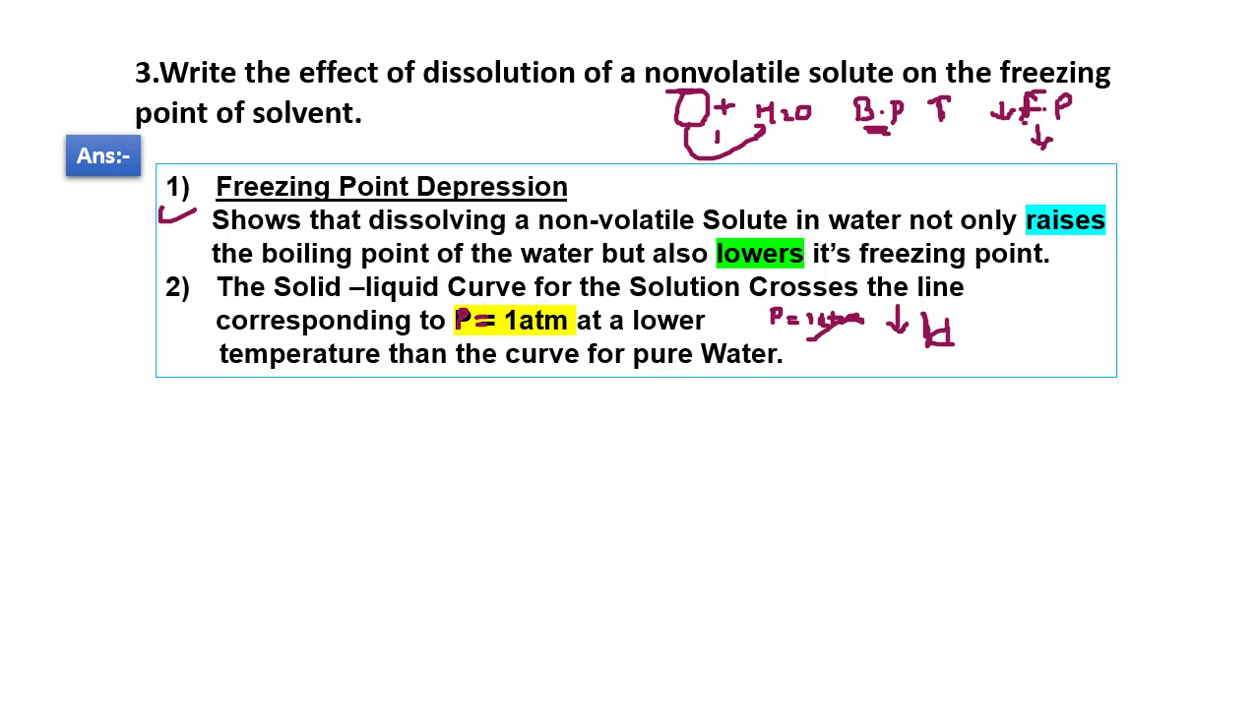 3.Write the effect of dissolution of a nonvolatile solute on the freezing
point of solvent.
+ H2O B.P ↑ ↓ F.P
Ans:-
1) Freezing Point Depression
Shows that dissolving a non-volatile Solute in water not only raises
the boiling point of the water but also lowers it's freezing point.
2) The Solid –liquid Curve for the Solution Crosses the line
corresponding to P= 1atm at a lower
P=1atm ↓
temperature than the curve for pure Water.